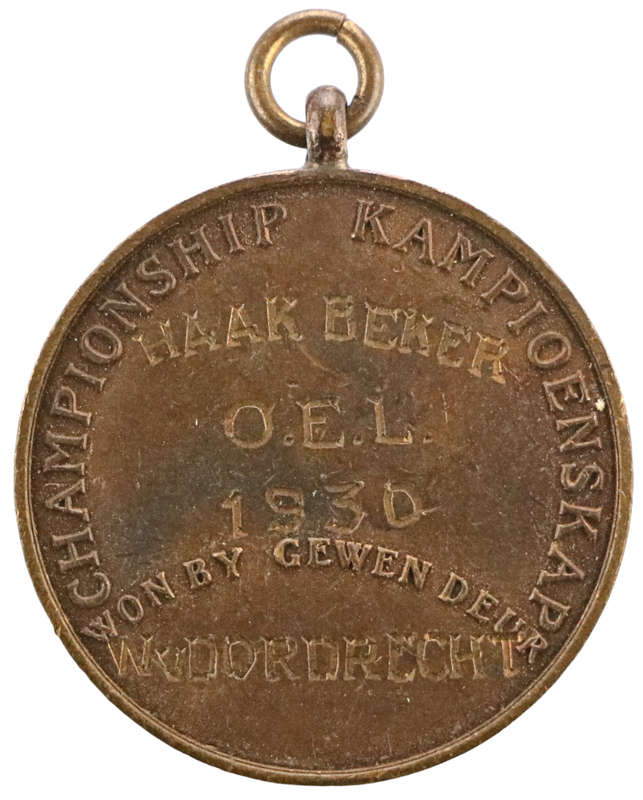 CHAMPIONSHIP KAMPIOENSKAP
HAAK BEKER
O.E.L.
1930
WON BY GEWEN DEUR
W.V.DORDRECHT